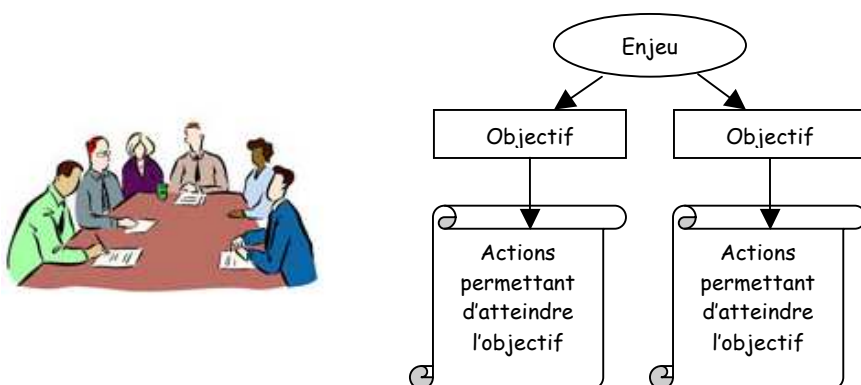 Enjeu
Objectif
Objectif
Actions
permettant
d'atteindre
l'objectif
Actions
permettant
d'atteindre
l'objectif